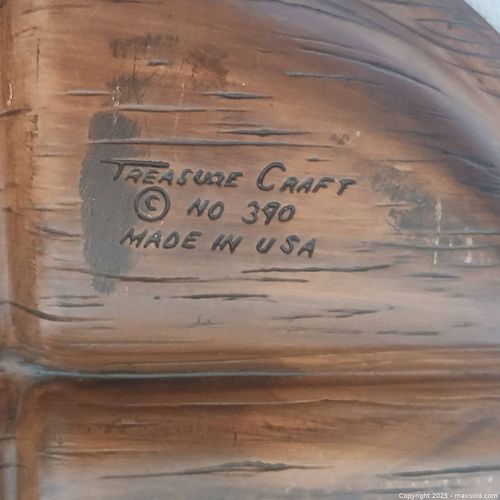 TREASURE CRAFT
© NO 390
MADE IN USA
Copyright 2025 - maxsold.com